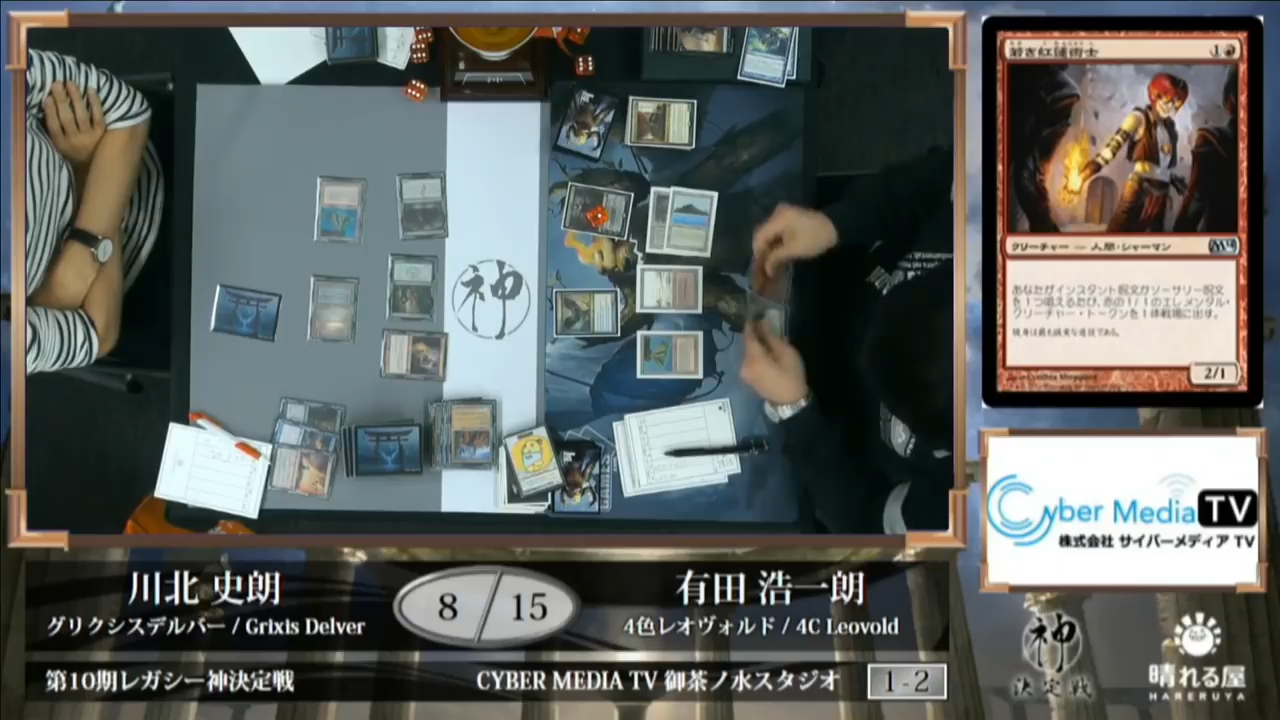 若き紅蓮術士
1
クリーチャー — 人間・シャーマン
M14
あなたがインスタント呪文かソーサリー呪文
を1つ唱えるたび、赤の1/1のエレメンタル・
クリーチャー・トークンを1体戦場に出す。
2/1
神
Cyber Media TV
株式会社 サイバーメディア TV
川北 史朗
8 / 15
有田 浩一朗
グリクシスデルバー / Grixis Delver
4色レオヴォルド / 4C Leovold
第10期レガシー神決定戦
CYBER MEDIA TV 御茶ノ水スタジオ
1 - 2
神
決定戦
晴れる屋
HARERUYA